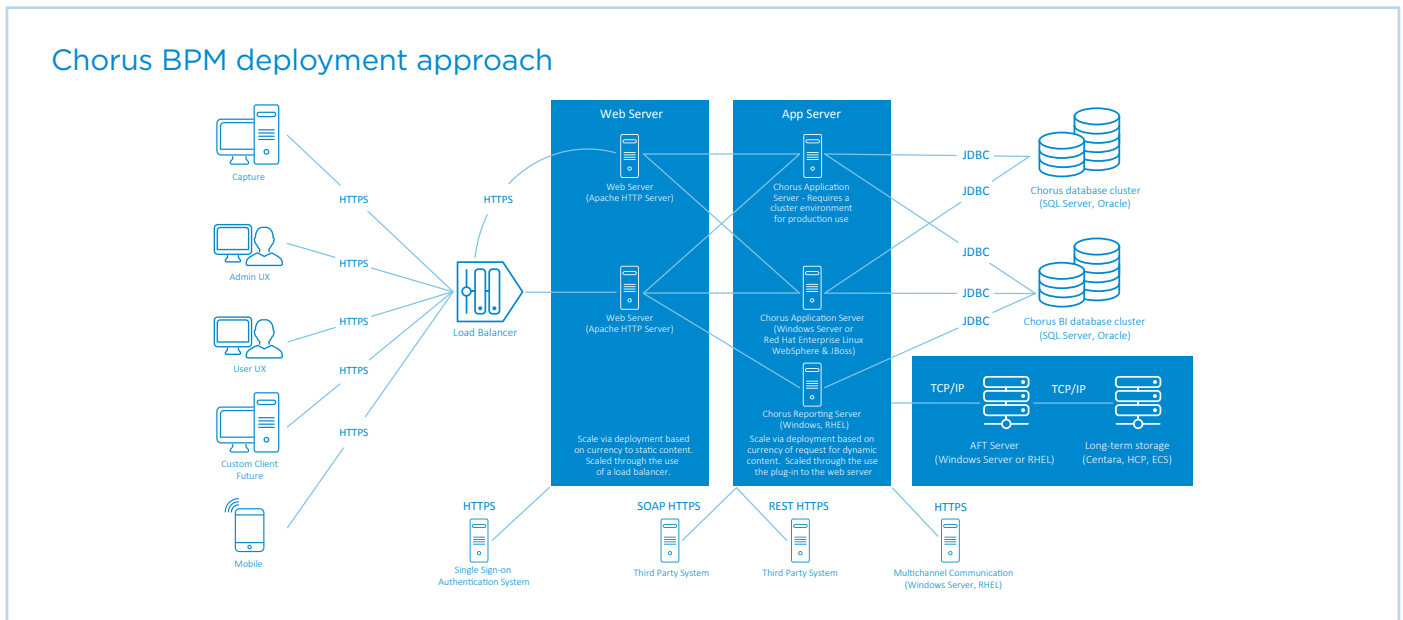 Chorus BPM deployment approach
Capture
Admin UX
User UX
Custom Client
Future
Mobile
HTTPS
HTTPS
HTTPS
HTTPS
HTTPS
Load Balancer
HTTPS
Web Server
Web Server
(Apache HTTP Server)
Web Server
(Apache HTTP Server)
Scale via deployment based
on currency to static content.
Scaled through the use
of a load balancer.
App Server
Chorus Application
Server - Requires a
cluster environment
for production use
Chorus Application Server
(Windows Server or
Red Hat Enterprise Linux
WebSphere & JBoss)
Chorus Reporting Server
(Windows, RHEL)
Scale via deployment based on
currency of request for dynamic
content. Scaled through the use
the plug-in to the web server
JDBC
JDBC
JDBC
JDBC
JDBC
Chorus database cluster
(SQL Server, Oracle)
Chorus BI database cluster
(SQL Server, Oracle)
TCP/IP
TCP/IP
AFT Server
(Windows Server or RHEL)
Long-term storage
(Centara, HCP, ECS)
HTTPS
Single Sign-on
Authentication System
SOAP HTTPS
Third Party System
REST HTTPS
Third Party System
HTTPS
Multichannel Communication
(Windows Server, RHEL)